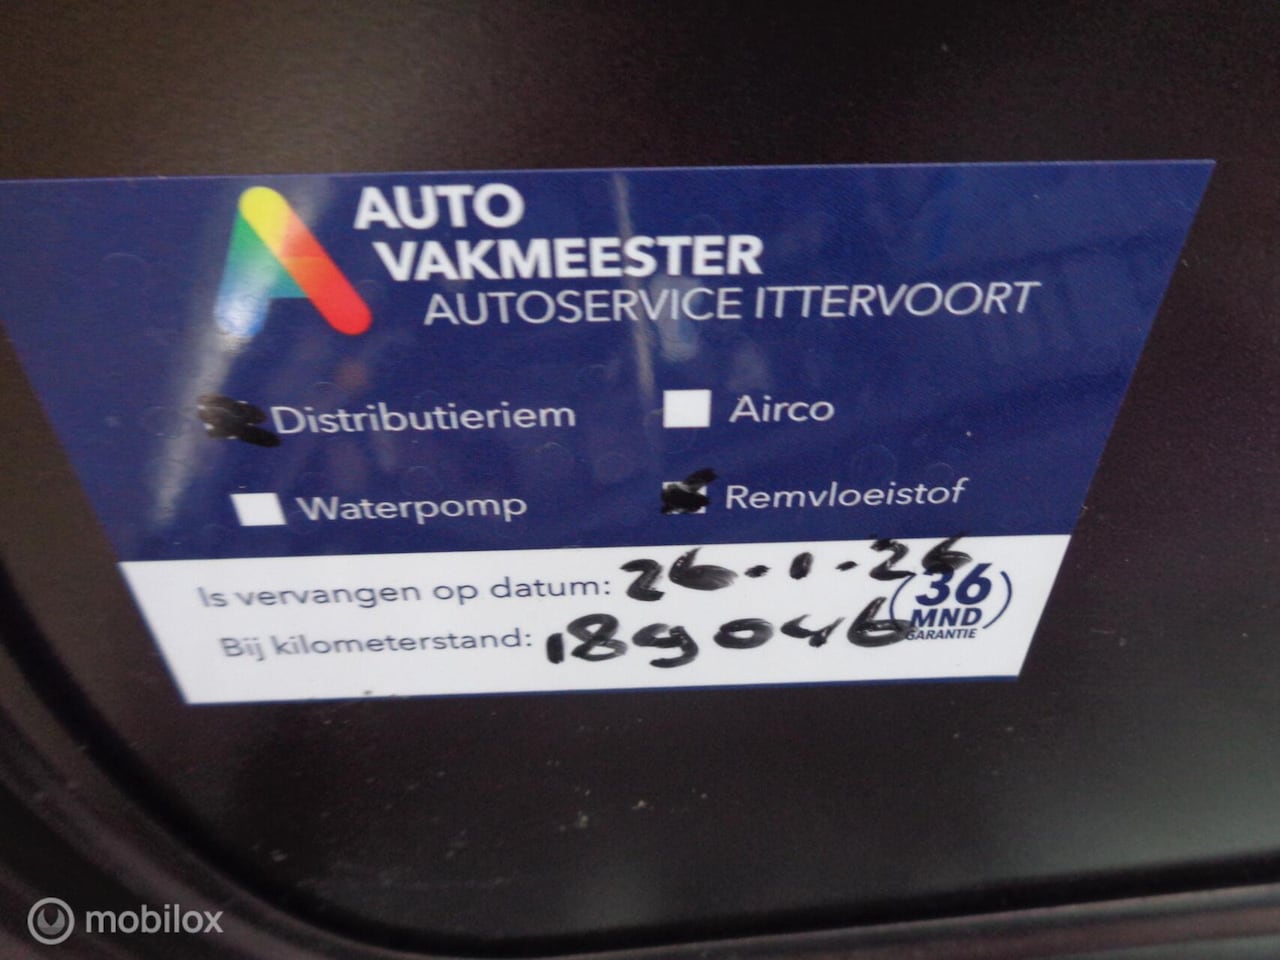 AUTO
VAKMEESTER
AUTOSERVICE ITTERVOORT
Distributieriem
Airco
Waterpomp
Remvloeistof
Is vervangen op datum: 26-1-26
Bij kilometerstand: 189046
36
MND
GARANTIE
mobilox